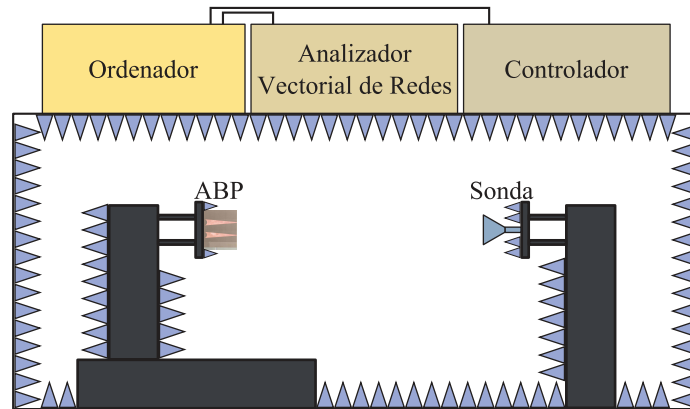 Ordenador
Analizador
Vectorial de Redes
Controlador
ABP
Sonda